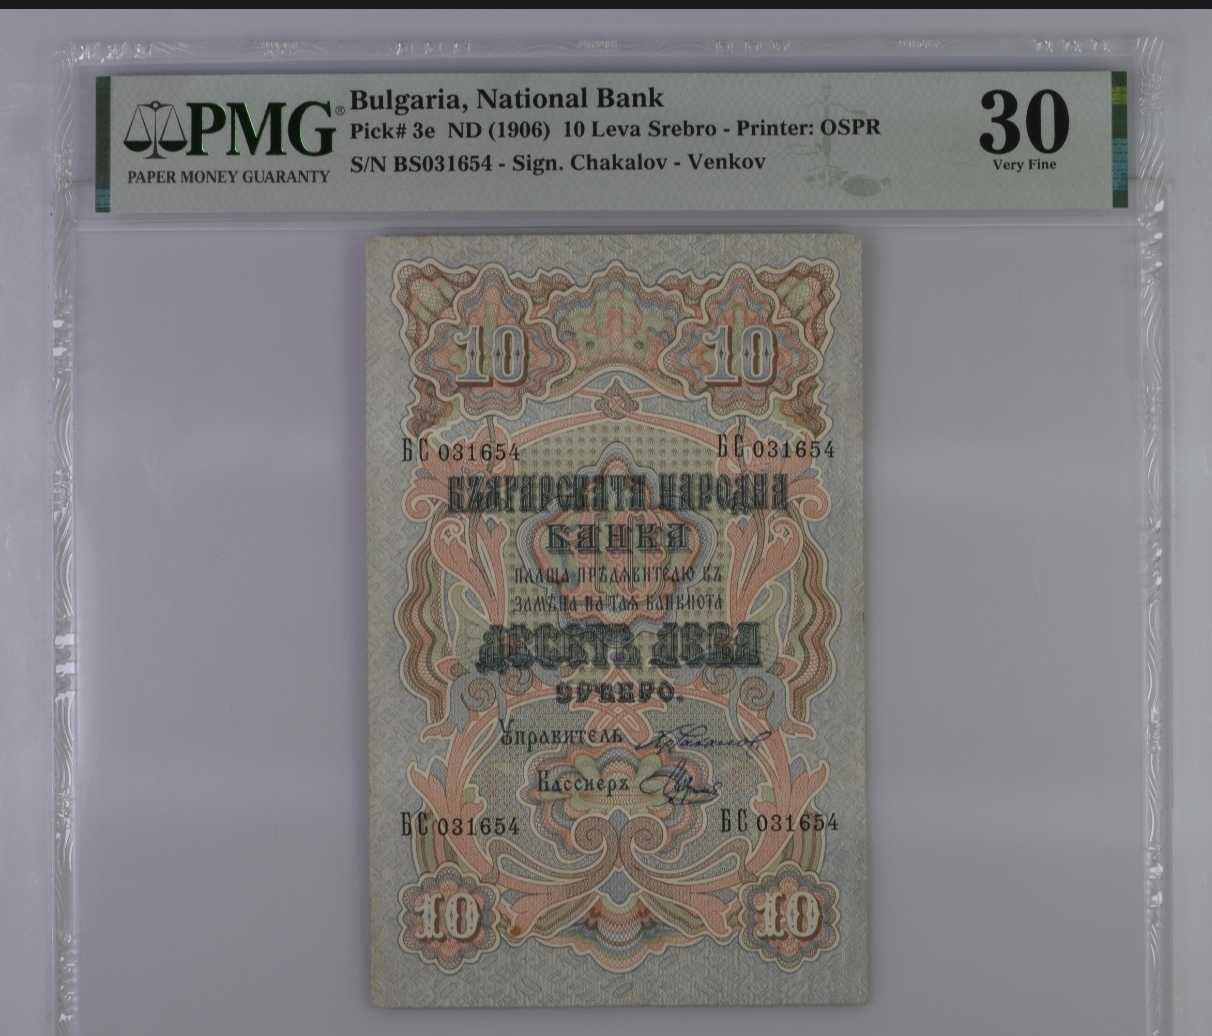 PMG®
PAPER MONEY GUARANTY
Bulgaria, National Bank
Pick# 3e ND (1906) 10 Leva Srebro - Printer: OSPR
S/N BS031654 - Sign. Chakalov - Venkov
30
Very Fine
10 10
БС 031654 БС 031654
БЪЛГАРСКАТА НАРОДНА
БАНКА
ПЛАЩА ПРѢДЯВИТЕЛЮ ВЪ
ЗАМѢНА НА ТАЯ БАНКНОТА
ДЕСЕТЬ ЛЕВА
СРЕБРО.
Управитель
Кассиеръ
БС 031654 БС 031654
10 10